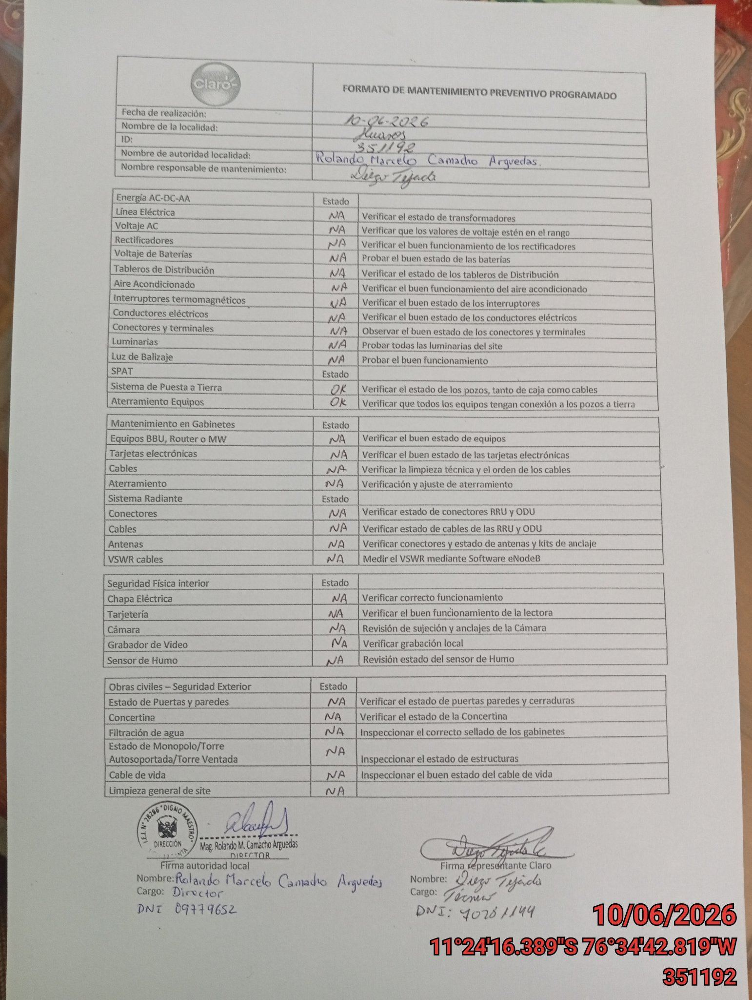 Claro
FORMATO DE MANTENIMIENTO PREVENTIVO PROGRAMADO
Fecha de realización: 10-06-2026
Nombre de la localidad: Huaros
ID: 351192
Nombre de autoridad localidad: Rolando Marcelo Camacho Arguedas.
Nombre responsable de mantenimiento: Diego Tejada
Energía AC-DC-AA Estado
Línea Eléctrica NA Verificar el estado de transformadores
Voltaje AC NA Verificar que los valores de voltaje estén en el rango
Rectificadores NA Verificar el buen funcionamiento de los rectificadores
Voltaje de Baterías NA Probar el buen estado de las baterías
Tableros de Distribución NA Verificar el estado de los tableros de Distribución
Aire Acondicionado NA Verificar el buen funcionamiento del aire acondicionado
Interruptores termomagnéticos NA Verificar el buen estado de los interruptores
Conductores eléctricos NA Verificar el buen estado de los conductores eléctricos
Conectores y terminales NA Observar el buen estado de los conectores y terminales
Luminarias NA Probar todas las luminarias del site
Luz de Balizaje NA Probar el buen funcionamiento
SPAT Estado
Sistema de Puesta a Tierra OK Verificar el estado de los pozos, tanto de caja como cables
Aterramiento Equipos OK Verificar que todos los equipos tengan conexión a los pozos a tierra
Mantenimiento en Gabinetes Estado
Equipos BBU, Router o MW NA Verificar el buen estado de equipos
Tarjetas electrónicas NA Verificar el buen estado de las tarjetas electrónicas
Cables NA Verificar la limpieza técnica y el orden de los cables
Aterramiento NA Verificación y ajuste de aterramiento
Sistema Radiante Estado
Conectores NA Verificar estado de conectores RRU y ODU
Cables NA Verificar estado de cables de las RRU y ODU
Antenas NA Verificar conectores y estado de antenas y kits de anclaje
VSWR cables NA Medir el VSWR mediante Software eNodeB
Seguridad Física interior Estado
Chapa Eléctrica NA Verificar correcto funcionamiento
Tarjetería NA Verificar el buen funcionamiento de la lectora
Cámara NA Revisión de sujeción y anclajes de la Cámara
Grabador de Video NA Verificar grabación local
Sensor de Humo NA Revisión estado del sensor de Humo
Obras civiles – Seguridad Exterior Estado
Estado de Puertas y paredes NA Verificar el estado de puertas paredes y cerraduras
Concertina NA Verificar el estado de la Concertina
Filtración de agua NA Inspeccionar el correcto sellado de los gabinetes
Estado de Monopolo/Torre
Autosoportada/Torre Ventada NA Inspeccionar el estado de estructuras
Cable de vida NA Inspeccionar el buen estado del cable de vida
Limpieza general de site NA
I.E.I. N° 28286 "DIGNO MAESTRO"
DIRECCIÓN
Mag. Rolando M. Camacho Arguedas
DIRECTOR
Firma autoridad local
Nombre: Rolando Marcelo Camacho Arguedas
Cargo: Director
DNI 09779652
Diego Tejada
Firma representante Claro
Nombre: Diego Tejada
Cargo: Técnico
DNI:
10/06/2026
11°24'16.389"S 76°34'42.819"W
351192